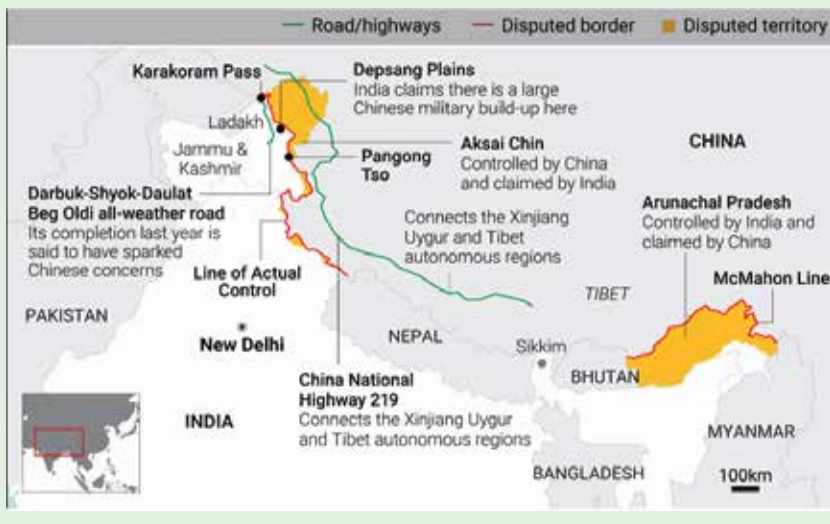 Road/highways
Disputed border
Disputed territory
Karakoram Pass
Depsang Plains
India claims there is a large
Chinese military build-up here
Ladakh
Jammu &
Kashmir
Aksai Chin
Controlled by China
and claimed by India
CHINA
Pangong
Tso
Darbuk-Shyok-Daulat
Beg Oldi all-weather road
Its completion last year is
said to have sparked
Chinese concerns
Arunachal Pradesh
Controlled by India and
claimed by China
Connects the Xinjiang
Uygur and Tibet
autonomous regions
Line of Actual
Control
McMahon Line
TIBET
PAKISTAN
New Delhi
NEPAL
Sikkim
BHUTAN
China National
Highway 219
Connects the Xinjiang Uygur
and Tibet autonomous regions
INDIA
MYANMAR
BANGLADESH
100km